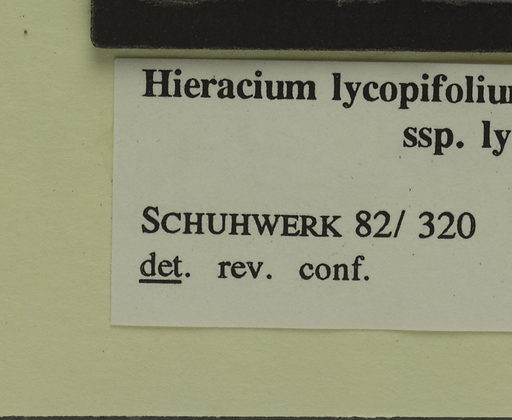 Hieracium lycopifoliu
ssp. ly
SCHUHWERK 82/ 320
det. rev. conf.